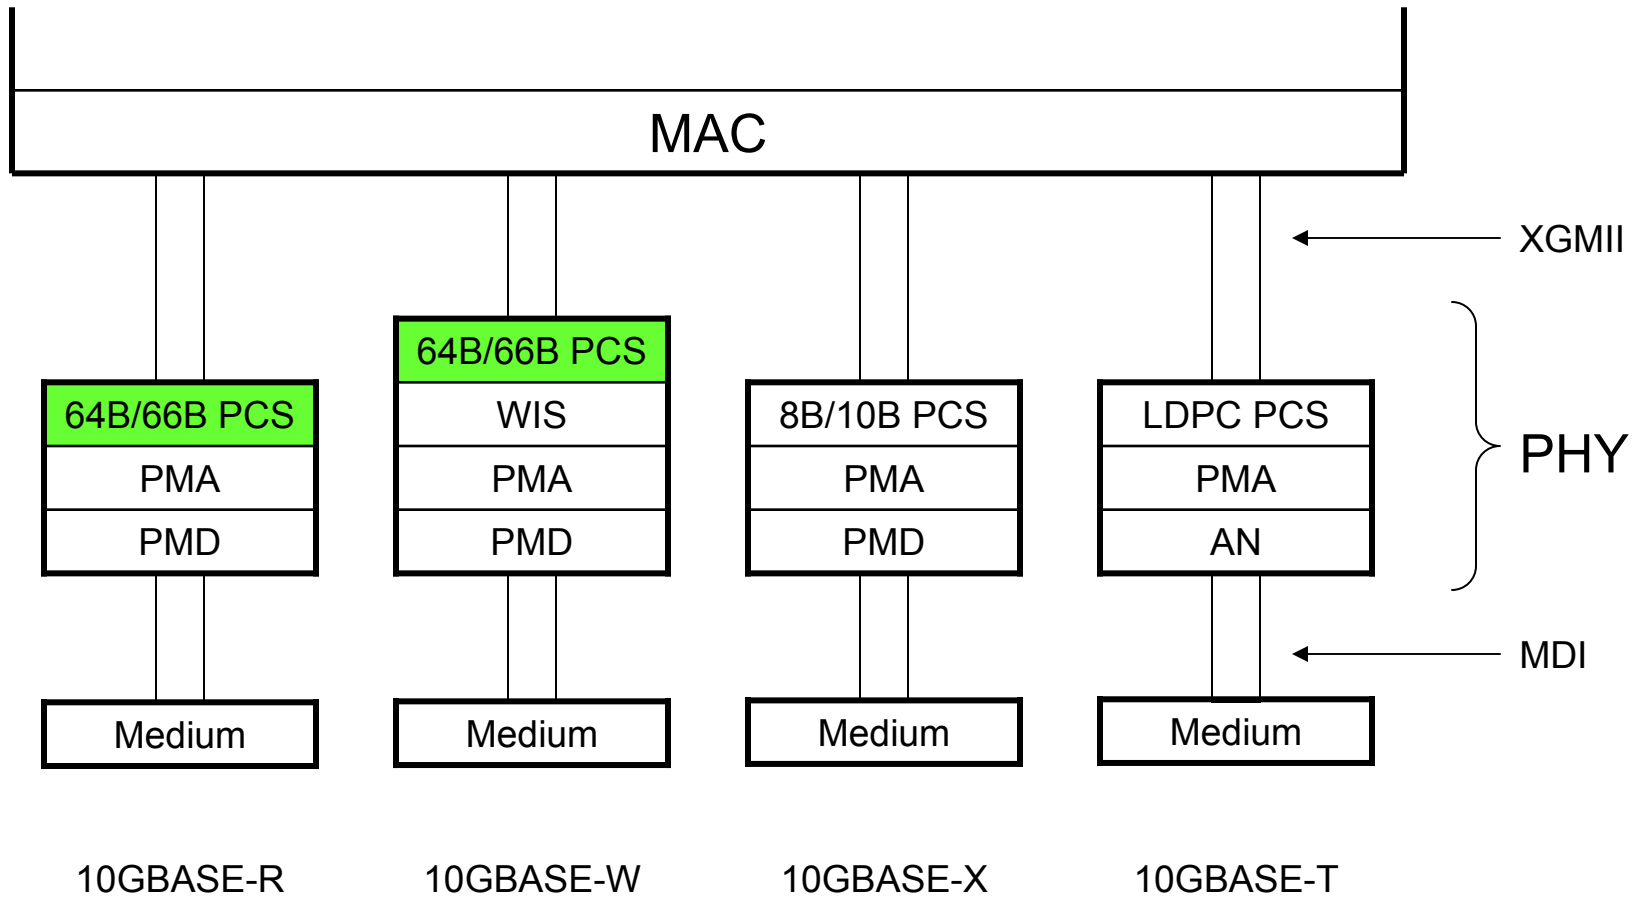 MAC
XGMII
64B/66B PCS
WIS
PMA
PMD
64B/66B PCS
PMA
PMD
8B/10B PCS
PMA
PMD
LDPC PCS
PMA
AN
PHY
MDI
Medium
Medium
Medium
Medium
10GBASE-R
10GBASE-W
10GBASE-X
10GBASE-T